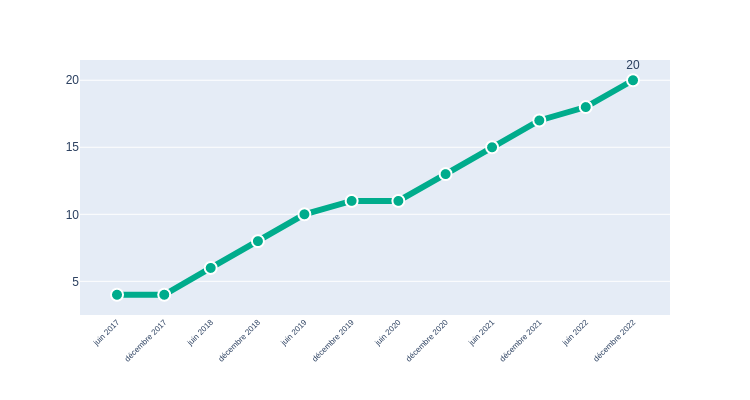 20
20
15
10
5
juin 2017
décembre 2017
juin 2018
décembre 2018
juin 2019
décembre 2019
juin 2020
décembre 2020
juin 2021
décembre 2021
juin 2022
décembre 2022